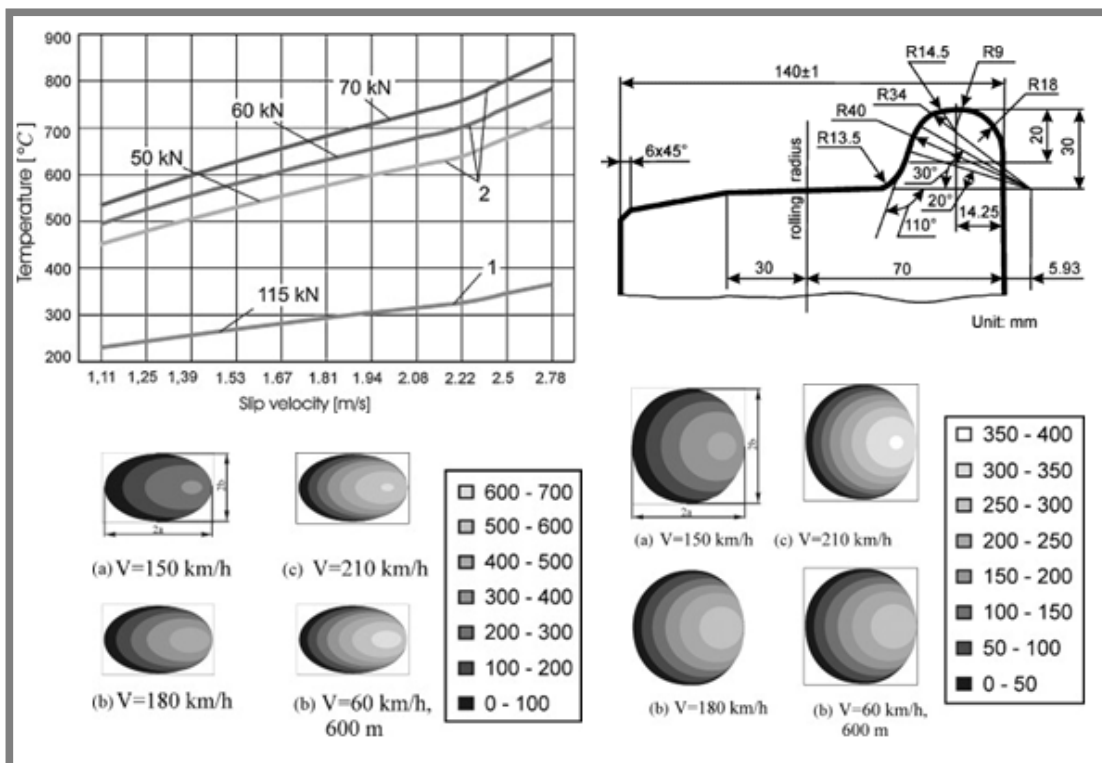 900
800
700
600
500
400
300
200
Temperature [°C]
70 kN
60 kN
50 kN
2
115 kN
1
1,11 1,25 1,39 1.53 1.67 1.81 1.94 2.08 2.22 2.5 2.78
Slip velocity [m/s]
140±1
R14.5
R9
R34
R18
R40
R13.5
6x45°
rolling radius
30°
20°
110°
20
30
14.25
30
70
5.93
Unit: mm
2b
2a
(a) V=150 km/h
(c) V=210 km/h
(b) V=180 km/h
(b) V=60 km/h,
600 m
600 - 700
500 - 600
400 - 500
300 - 400
200 - 300
100 - 200
0 - 100
2b
2a
(a) V=150 km/h
(c) V=210 km/h
(b) V=180 km/h
(b) V=60 km/h,
600 m
350 - 400
300 - 350
250 - 300
200 - 250
150 - 200
100 - 150
50 - 100
0 - 50